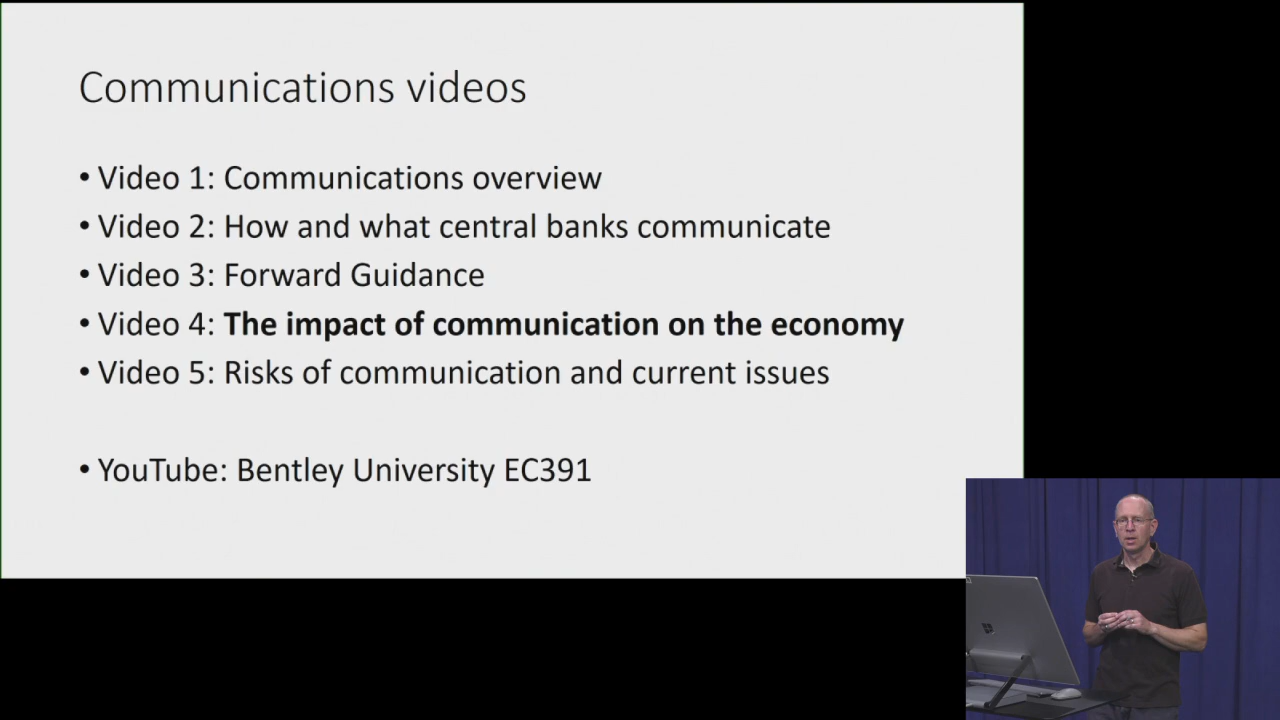 Communications videos
• Video 1: Communications overview
• Video 2: How and what central banks communicate
• Video 3: Forward Guidance
• Video 4: The impact of communication on the economy
• Video 5: Risks of communication and current issues
• YouTube: Bentley University EC391